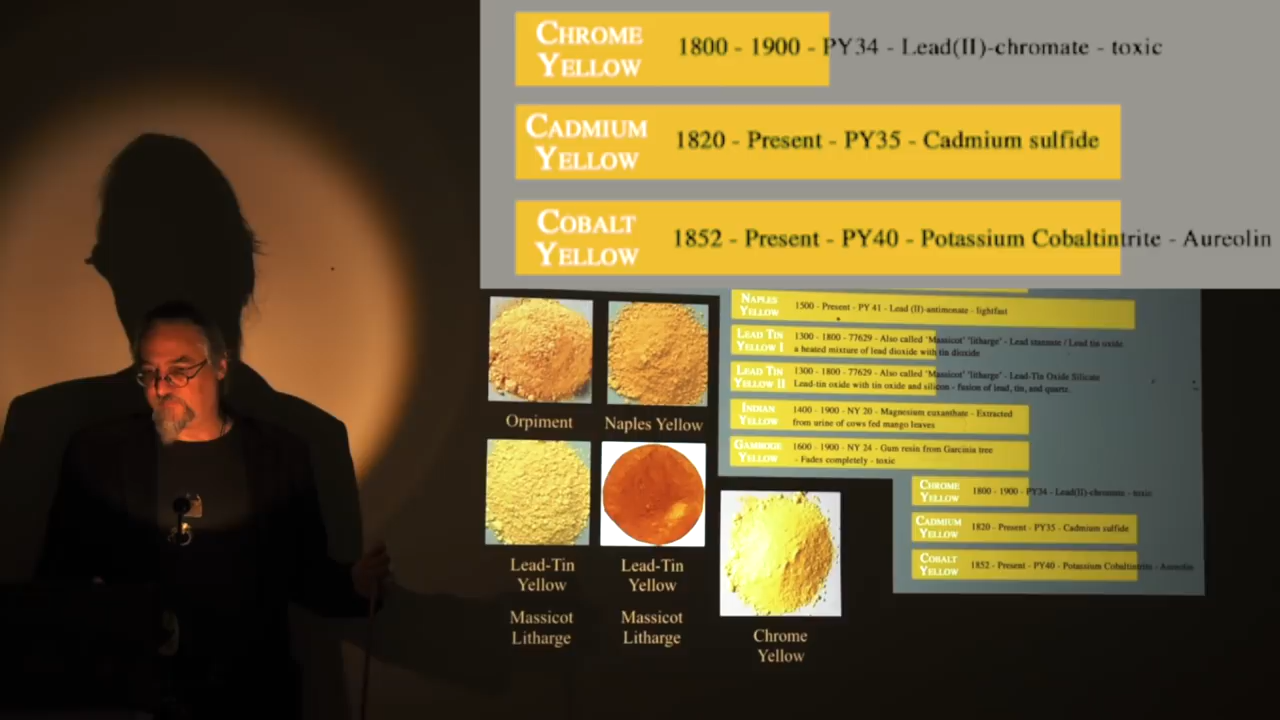 CHROME
YELLOW
1800 - 1900 - PY34 - Lead(II)-chromate - toxic
CADMIUM
YELLOW
1820 - Present - PY35 - Cadmium sulfide
COBALT
YELLOW
1852 - Present - PY40 - Potassium Cobaltintrite - Aureolin
Orpiment
Naples Yellow
Lead-Tin
Yellow
Massicot
Litharge
Lead-Tin
Yellow
Massicot
Litharge
Chrome
Yellow
NAPLES
YELLOW
1500 - Present - PY 41 - Lead (II)-antimonate - lightfast
LEAD TIN
YELLOW I
1300 - 1800 - 77629 - Also called "Massicot" "litharge" - Lead stannate / Lead tin oxide
a heated mixture of lead dioxide with tin dioxide
LEAD TIN
YELLOW II
1300 - 1800 - 77629 - Also called "Massicot" "litharge" - Lead-Tin Oxide Silicate
Lead-tin oxide with tin oxide and silicon - fusion of lead, tin, and quartz.
INDIAN
YELLOW
1400 - 1900 - NY 20 - Magnesium euxanthate - Extracted
from urine of cows fed mango leaves
GAMBOGE
YELLOW
1600 - 1900 - NY 24 - Gum resin from Garcinia tree
- Fades completely - toxic
CHROME
YELLOW
1800 - 1900 - PY34 - Lead(II)-chromate - toxic
CADMIUM
YELLOW
1820 - Present - PY35 - Cadmium sulfide
COBALT
YELLOW
1852 - Present - PY40 - Potassium Cobaltintrite - Aureolin